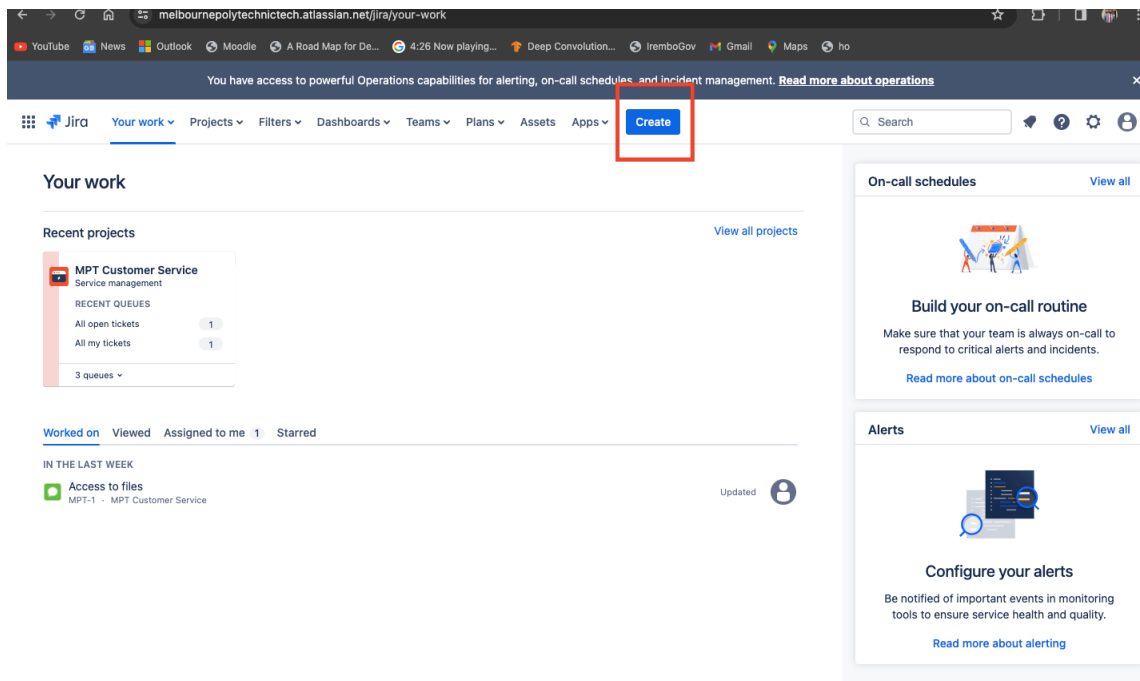 melbournepolytechnictech.atlassian.net/jira/your-work
YouTube GB News Outlook Moodle A Road Map for De... 4:26 Now playing... Deep Convolution... IremboGov Gmail Maps ho
You have access to powerful Operations capabilities for alerting, on-call schedules, and incident management. Read more about operations
Jira Your work Projects Filters Dashboards Teams Plans Assets Apps Create Search
Your work
Recent projects
View all projects
MPT Customer Service
Service management
RECENT QUEUES
All open tickets 1
All my tickets 1
3 queues
Worked on Viewed Assigned to me 1 Starred
IN THE LAST WEEK
Access to files
MPT-1 · MPT Customer Service
Updated
On-call schedules View all
Build your on-call routine
Make sure that your team is always on-call to
respond to critical alerts and incidents.
Read more about on-call schedules
Alerts View all
Configure your alerts
Be notified of important events in monitoring
tools to ensure service health and quality.
Read more about alerting